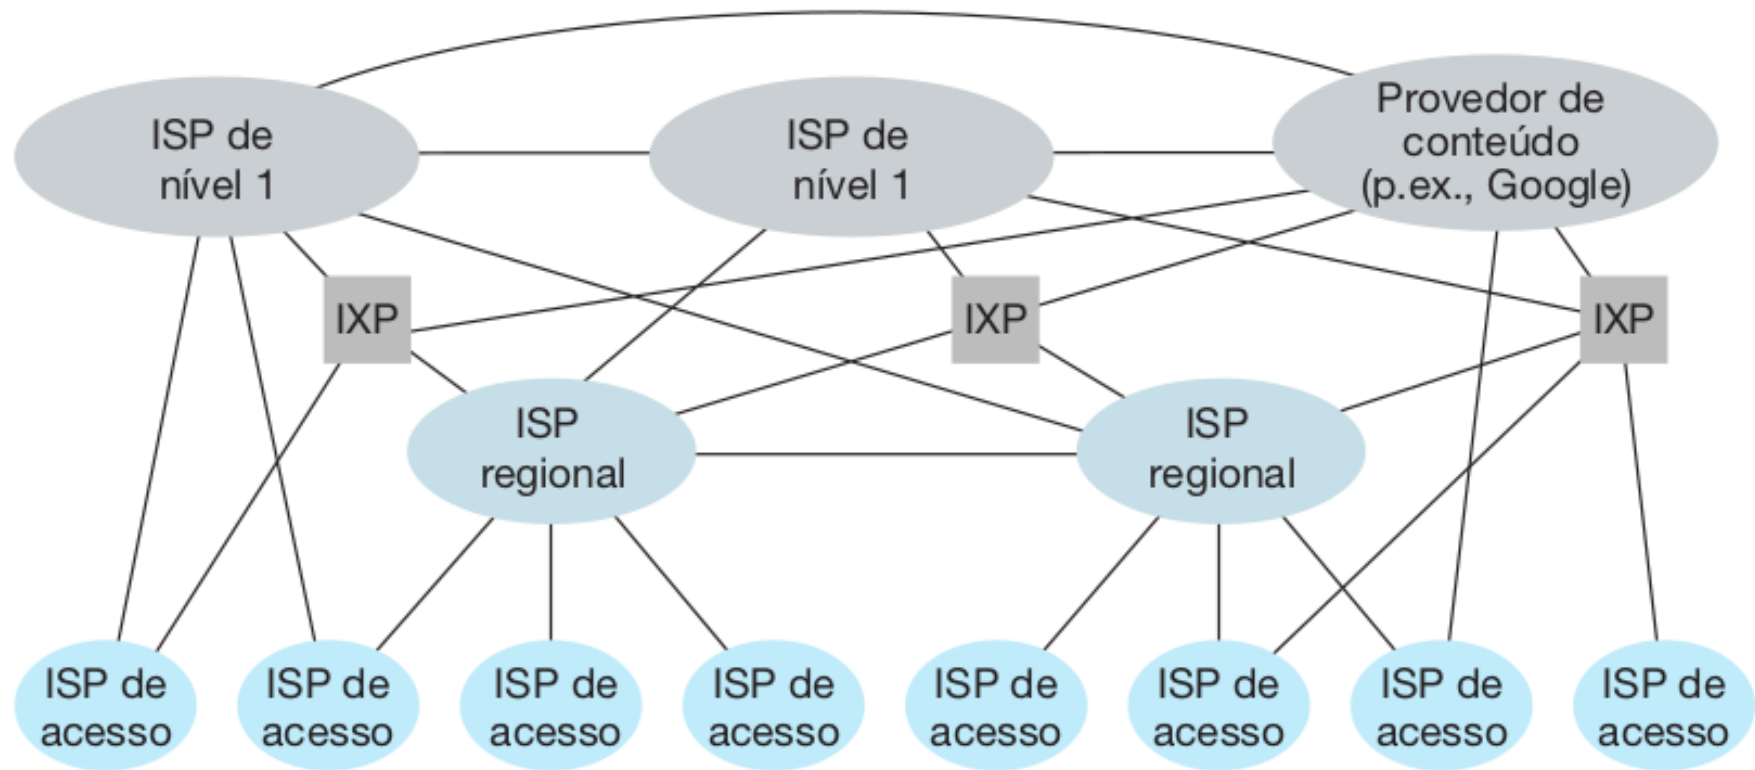 ISP de
nível 1
ISP de
nível 1
Provedor de
conteúdo
(p.ex., Google)
IXP
IXP
IXP
ISP
regional
ISP
regional
ISP de
acesso
ISP de
acesso
ISP de
acesso
ISP de
acesso
ISP de
acesso
ISP de
acesso
ISP de
acesso
ISP de
acesso